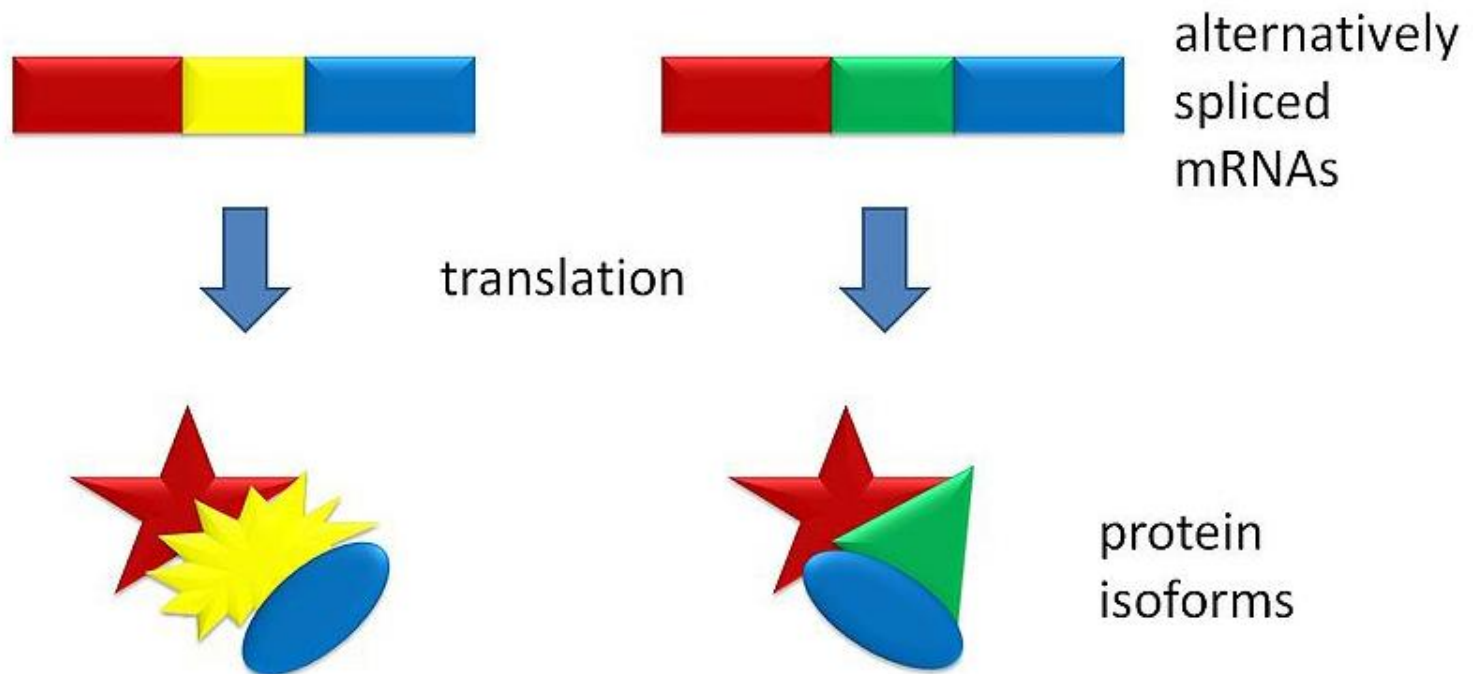 alternatively
spliced
mRNAs
translation
protein
isoforms